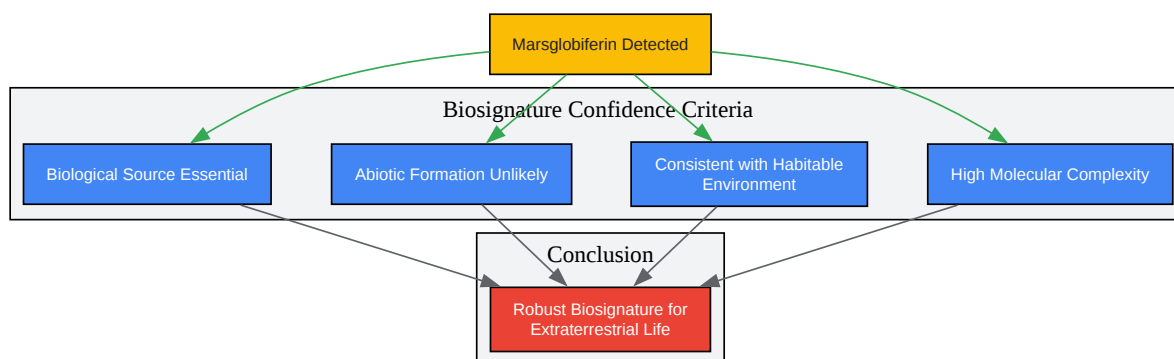 Marsglobiferin Detected
Biosignature Confidence Criteria
Biological Source Essential
Abiotic Formation Unlikely
Consistent with Habitable
Environment
High Molecular Complexity
Conclusion
Robust Biosignature for
Extraterrestrial Life